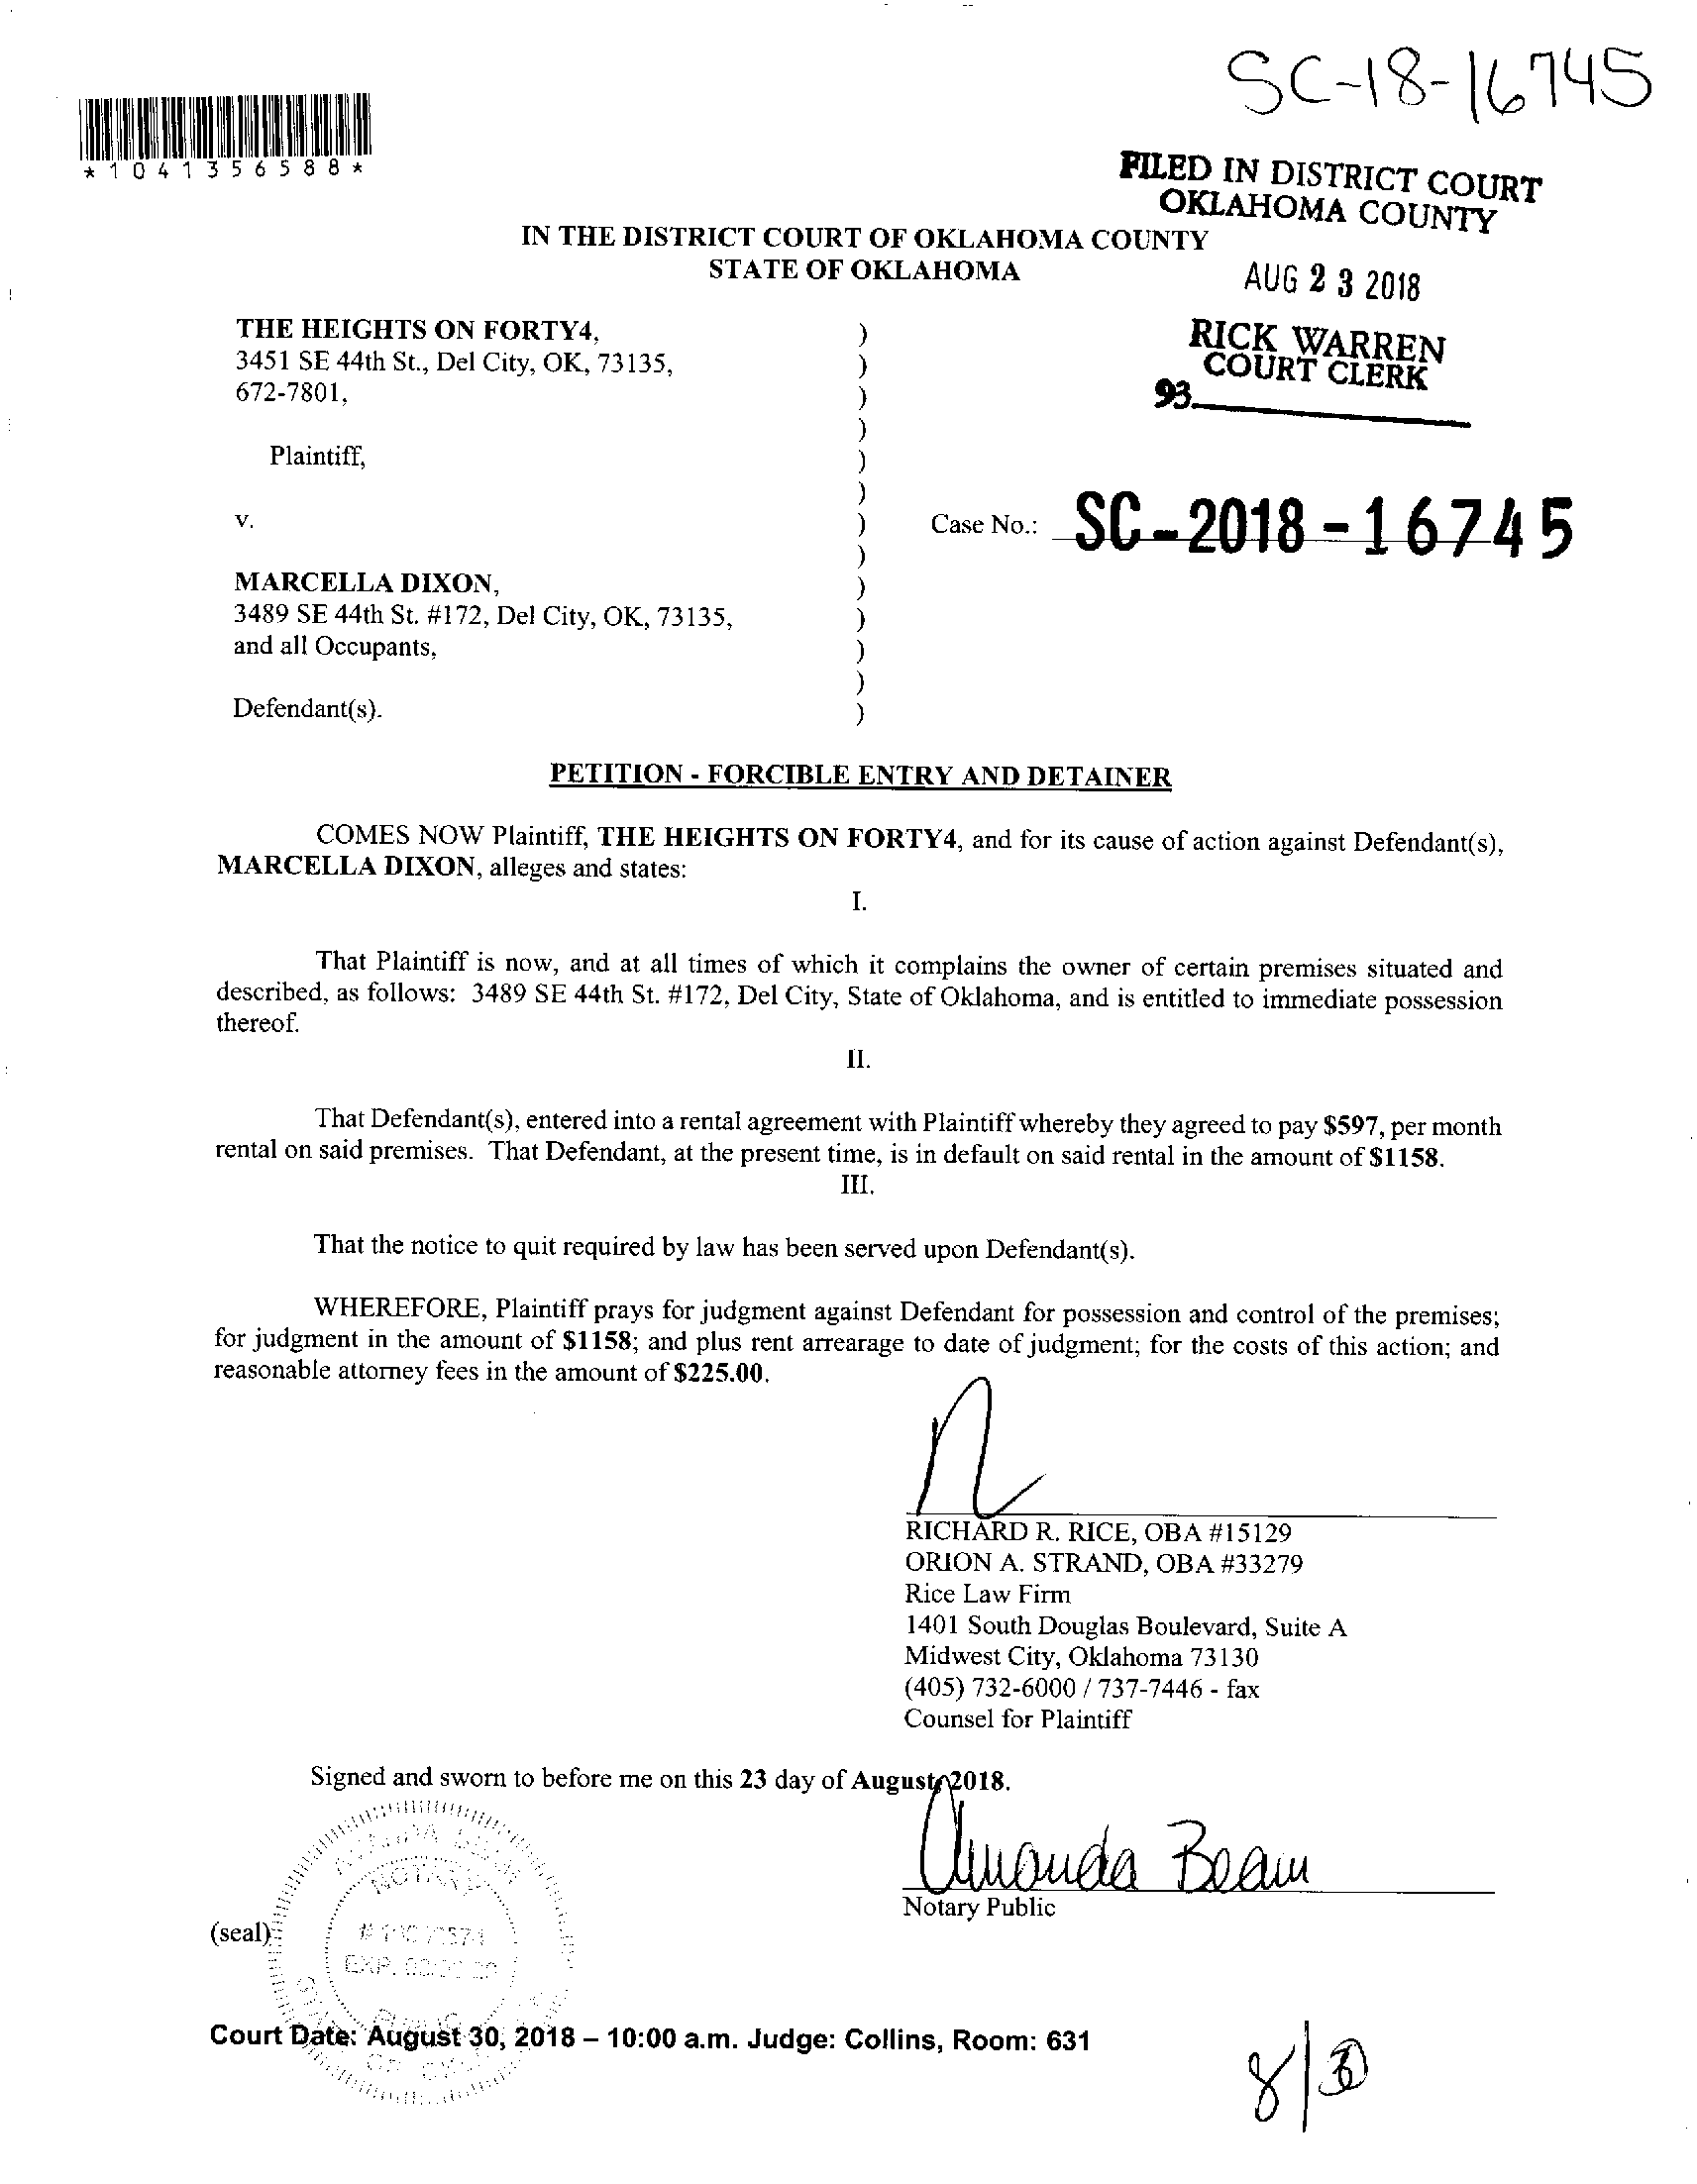 SC-18-16745
*1041356588*
FILED IN DISTRICT COURT
OKLAHOMA COUNTY
IN THE DISTRICT COURT OF OKLAHOMA COUNTY
STATE OF OKLAHOMA
AUG 23 2018
RICK WARREN
COURT CLERK
93
THE HEIGHTS ON FORTY4, )
3451 SE 44th St., Del City, OK, 73135, )
672-7801, )
)
Plaintiff, )
)
v. ) Case No.: SC-2018-16745
)
MARCELLA DIXON, )
3489 SE 44th St. #172, Del City, OK, 73135, )
and all Occupants, )
)
Defendant(s). )
PETITION - FORCIBLE ENTRY AND DETAINER
COMES NOW Plaintiff, THE HEIGHTS ON FORTY4, and for its cause of action against Defendant(s),
MARCELLA DIXON, alleges and states:
I.
That Plaintiff is now, and at all times of which it complains the owner of certain premises situated and
described, as follows: 3489 SE 44th St. #172, Del City, State of Oklahoma, and is entitled to immediate possession
thereof.
II.
That Defendant(s), entered into a rental agreement with Plaintiff whereby they agreed to pay $597, per month
rental on said premises. That Defendant, at the present time, is in default on said rental in the amount of $1158.
III.
That the notice to quit required by law has been served upon Defendant(s).
WHEREFORE, Plaintiff prays for judgment against Defendant for possession and control of the premises;
for judgment in the amount of $1158; and plus rent arrearage to date of judgment; for the costs of this action; and
reasonable attorney fees in the amount of $225.00.
RICHARD R. RICE, OBA #15129
ORION A. STRAND, OBA #33279
Rice Law Firm
1401 South Douglas Boulevard, Suite A
Midwest City, Oklahoma 73130
(405) 732-6000 / 737-7446 - fax
Counsel for Plaintiff
Signed and sworn to before me on this 23 day of August, 2018.
Amanda Beam
Notary Public
(seal)
NOTARY
EXP.
Court Date: August 30, 2018 – 10:00 a.m. Judge: Collins, Room: 631
8/30